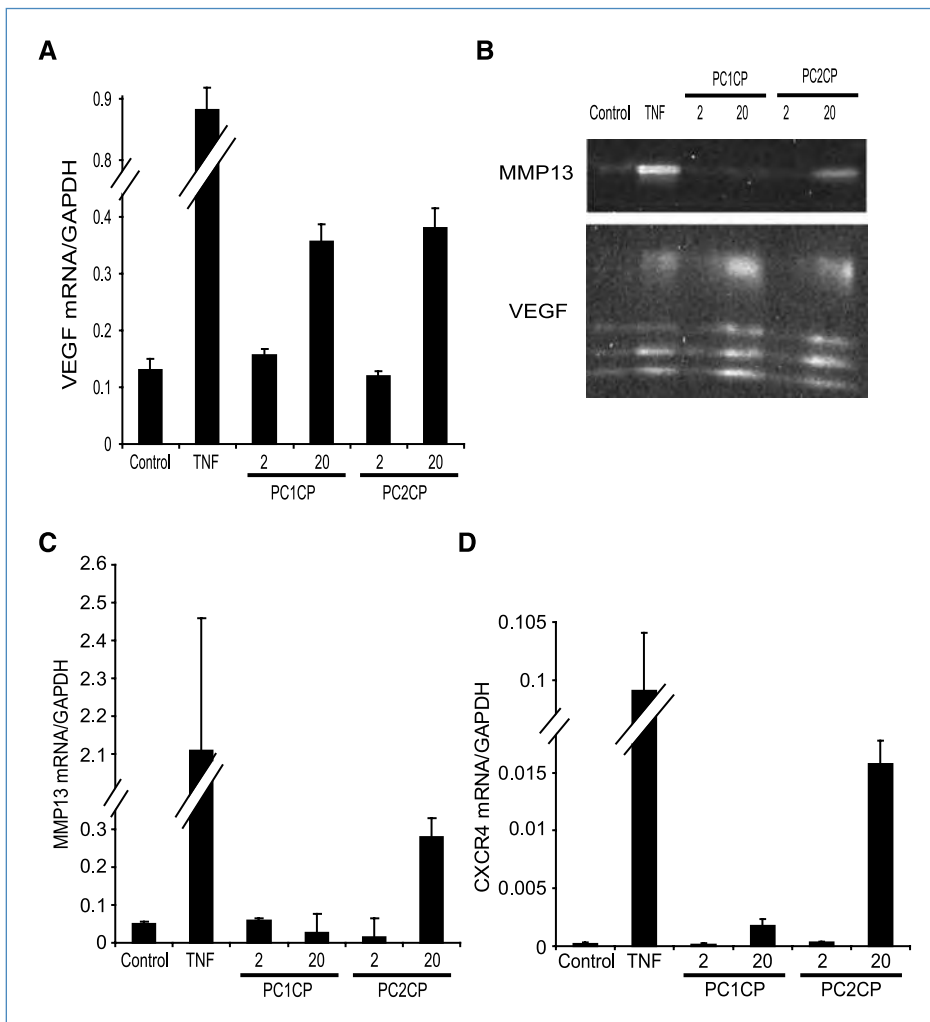 A
VEGF mRNA/GAPDH
0.9
0.8
0.4
0.3
0.2
0.1
0
Control TNF 2 20 2 20
PC1CP PC2CP
B
PC1CP PC2CP
Control TNF 2 20 2 20
MMP13
VEGF
C
MMP13 mRNA/GAPDH
2.6
2.5
2.4
2.3
2.2
2.1
0.3
0.2
0.1
0
Control TNF 2 20 2 20
PC1CP PC2CP
D
CXCR4 mRNA/GAPDH
0.105
0.1
0.015
0.01
0.005
0
Control TNF 2 20 2 20
PC1CP PC2CP